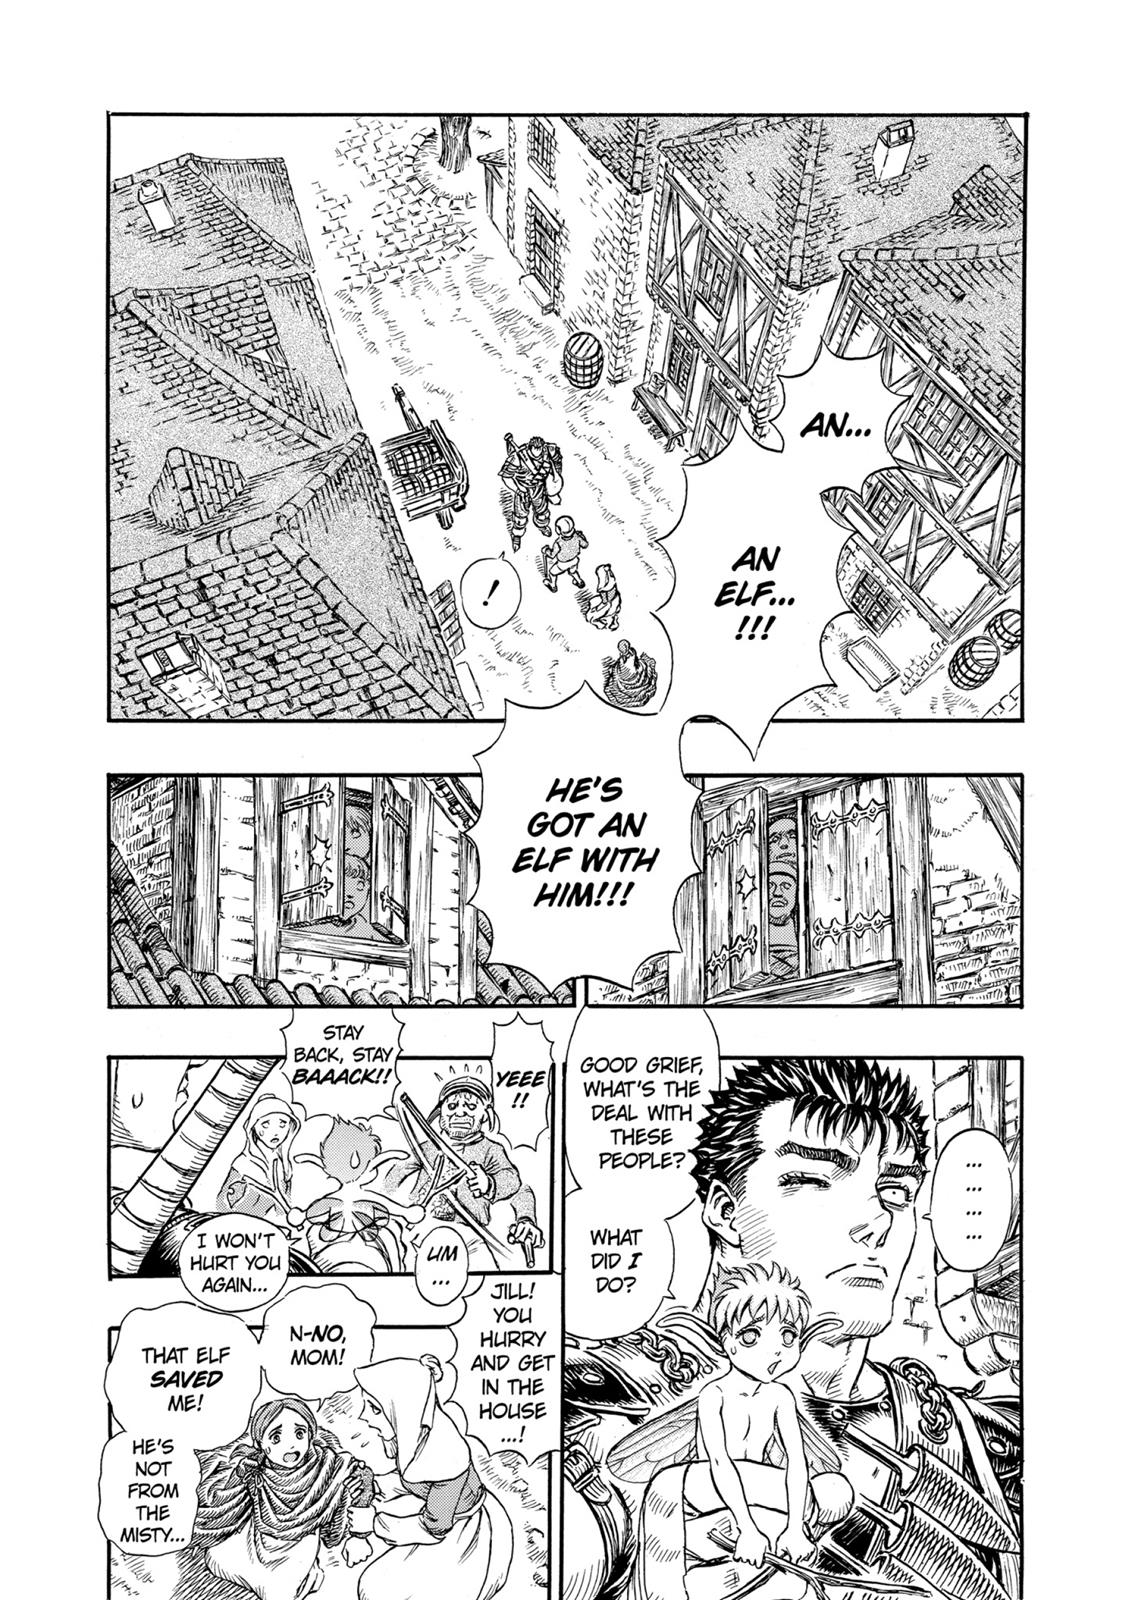 AN...
AN
ELF...
!!!
!
HE'S
GOT AN
ELF WITH
HIM!!!
STAY
BACK, STAY
BAAACK!!
YEEE
!!
I WON'T
HURT YOU
AGAIN...
UM
...
GOOD GRIEF,
WHAT'S THE
DEAL WITH
THESE
PEOPLE?
WHAT
DID I
DO?
...
...
...
...
JILL!
YOU
HURRY
AND GET
IN THE
HOUSE
...!
N-NO,
MOM!
THAT ELF
SAVED
ME!
HE'S
NOT
FROM
THE
MISTY...